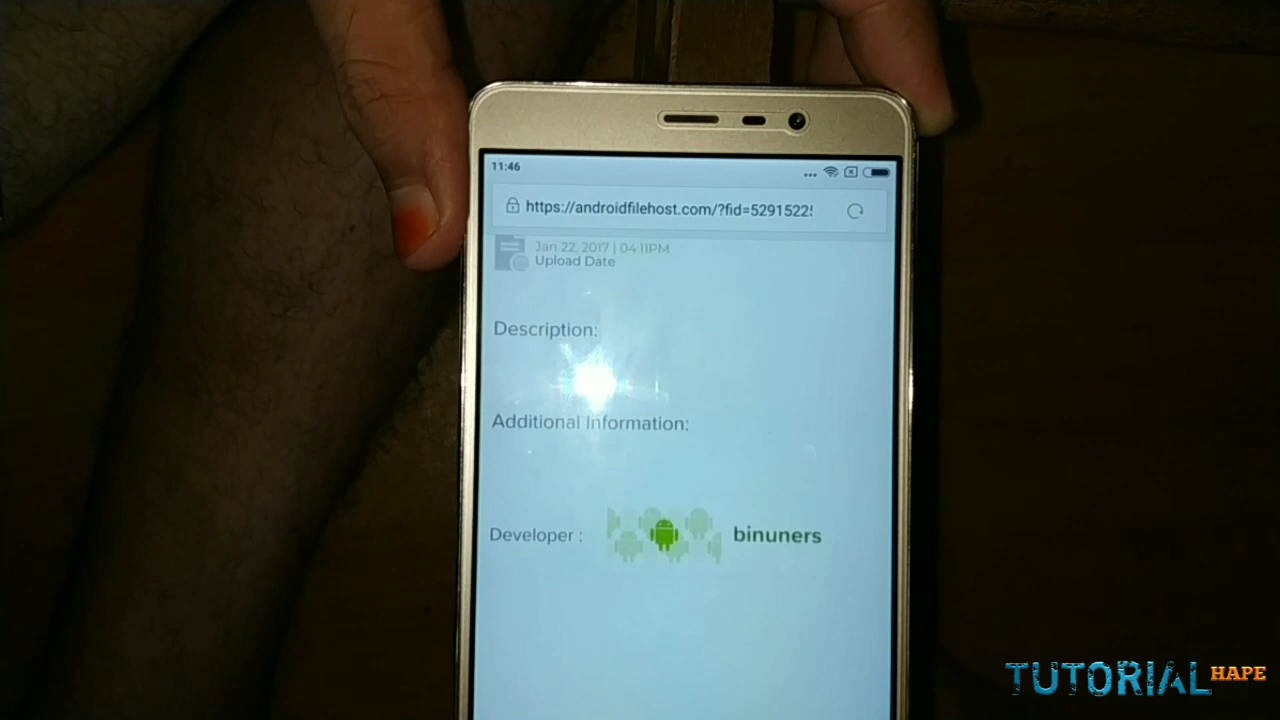 11:46
https://androidfilehost.com/?fid=5291522
Jan 22, 2017 | 04:11PM
Upload Date
Description:
Additional Information:
Developer : binuners
TUTORIAL HAPE